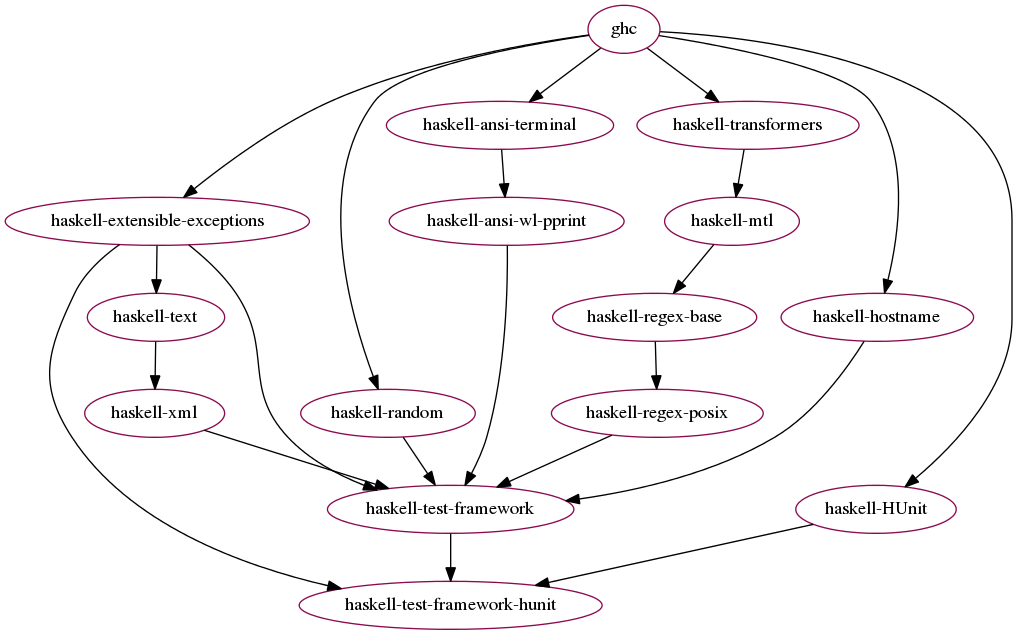 ghc
haskell-ansi-terminal
haskell-transformers
haskell-extensible-exceptions
haskell-ansi-wl-pprint
haskell-mtl
haskell-text
haskell-regex-base
haskell-hostname
haskell-xml
haskell-random
haskell-regex-posix
haskell-test-framework
haskell-HUnit
haskell-test-framework-hunit